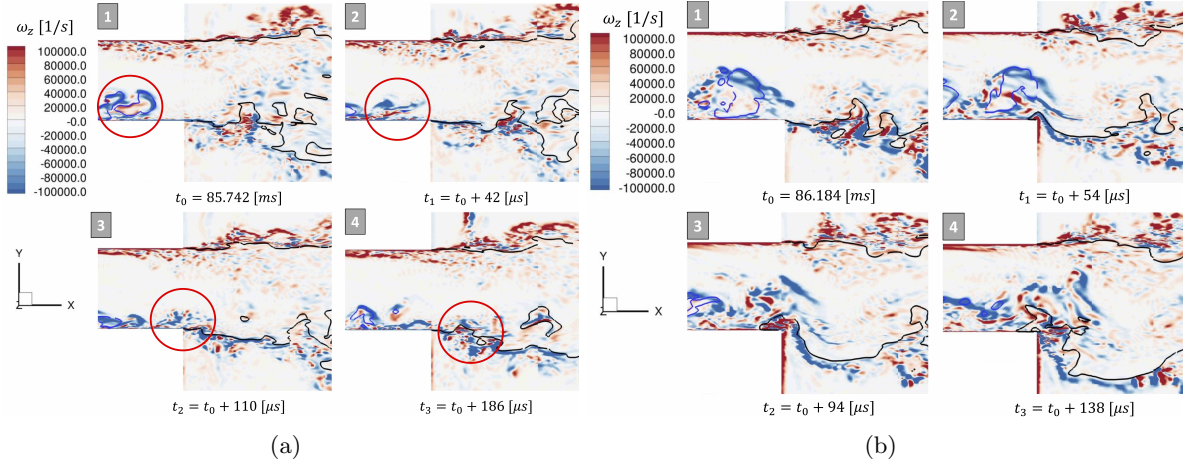 ω_z [1/s]
100000.0
80000.0
60000.0
40000.0
20000.0
-0.0
-20000.0
-40000.0
-60000.0
-80000.0
-100000.0
1
t_0 = 85.742 [ms]
2
t_1 = t_0 + 42 [μs]
Y
Z
X
3
t_2 = t_0 + 110 [μs]
4
t_3 = t_0 + 186 [μs]
(a)
ω_z [1/s]
100000.0
80000.0
60000.0
40000.0
20000.0
-0.0
-20000.0
-40000.0
-60000.0
-80000.0
-100000.0
1
t_0 = 86.184 [ms]
2
t_1 = t_0 + 54 [μs]
Y
Z
X
3
t_2 = t_0 + 94 [μs]
4
t_3 = t_0 + 138 [μs]
(b)